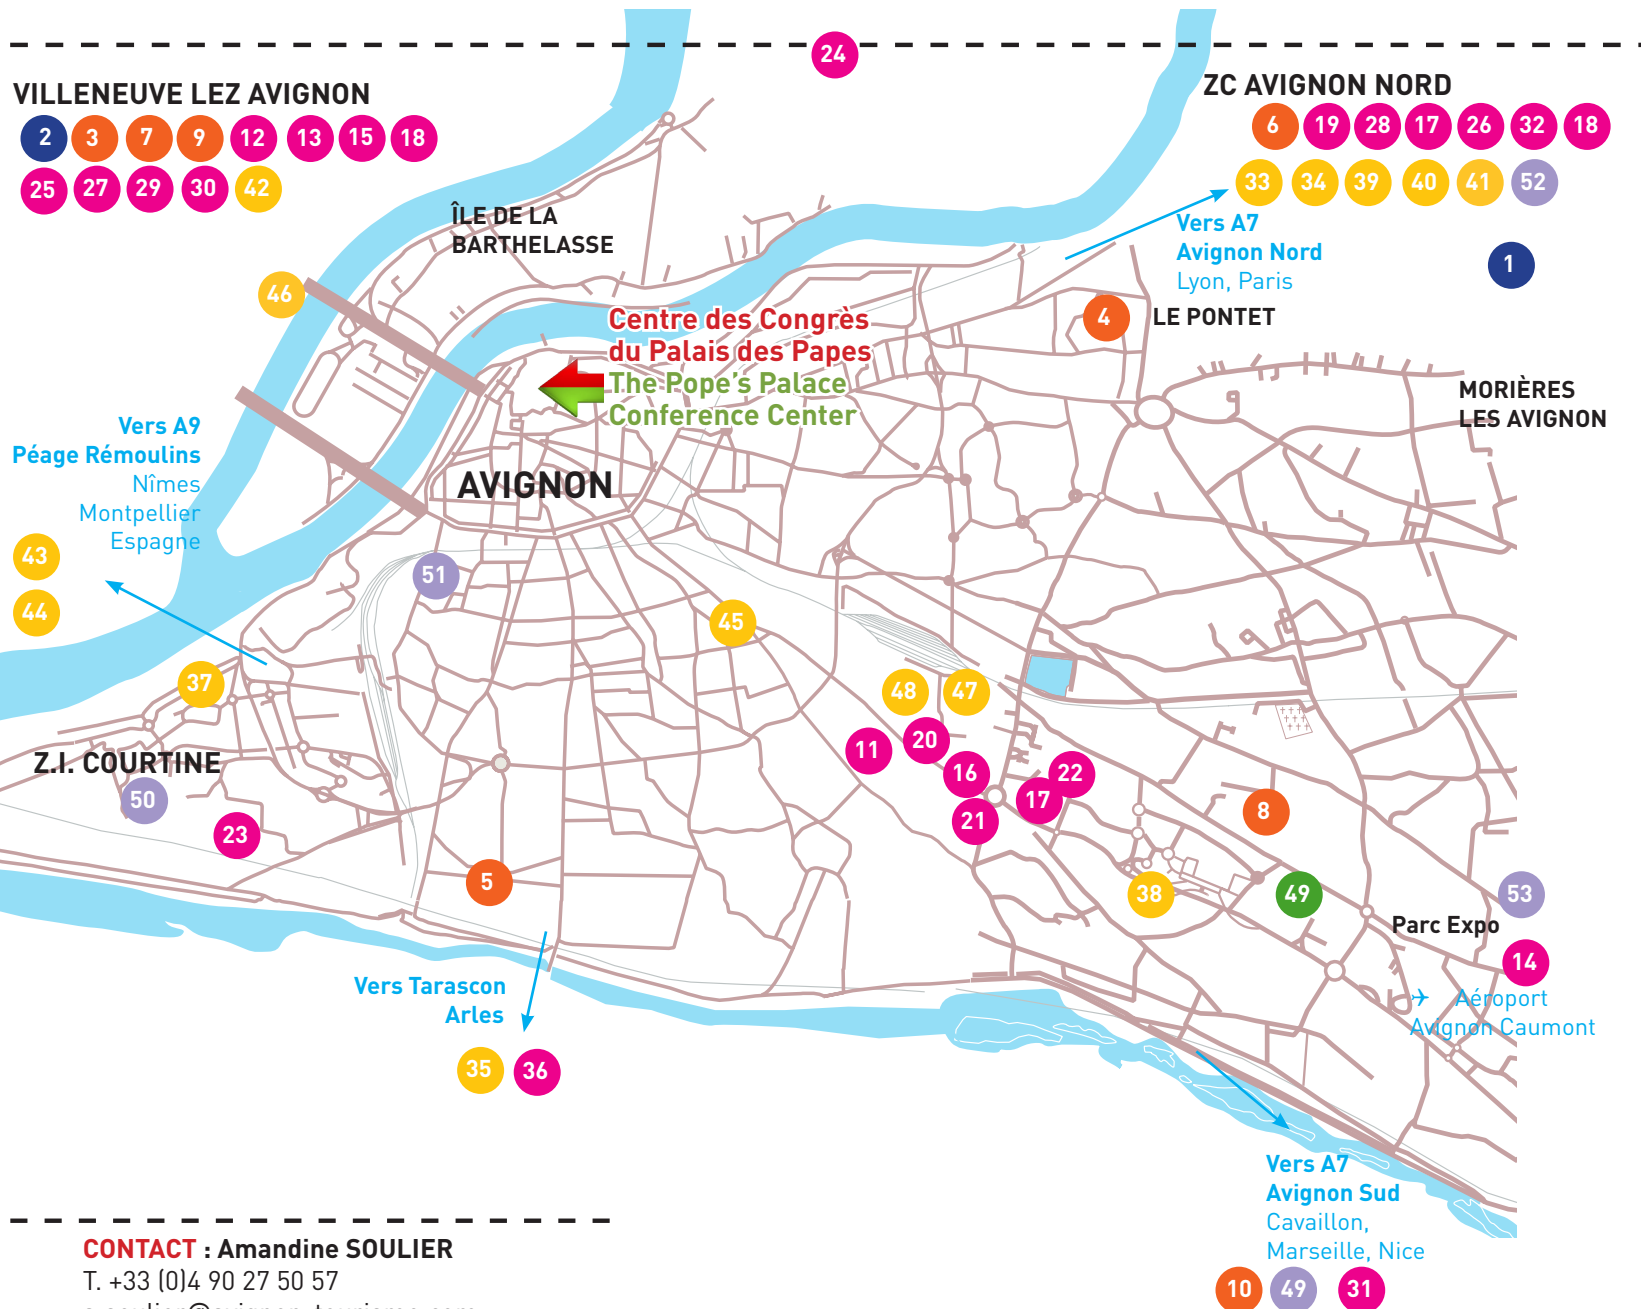 24
VILLENEUVE LEZ AVIGNON
2 3 7 9 12 13 15 18
25 27 29 30 42
ZC AVIGNON NORD
6 19 28 17 26 32 18
33 34 39 40 41 52
ÎLE DE LA
BARTHELASSE
Vers A7
Avignon Nord
Lyon, Paris
1
46
Centre des Congrès
du Palais des Papes
The Pope's Palace
Conference Center
4
LE PONTET
MORIÈRES
LES AVIGNON
Vers A9
Péage Rémoulins
Nîmes
Montpellier
Espagne
AVIGNON
43
44
51
45
37
48 47
Z.I. COURTINE
11 20
16 22
50
17
21
8
23
5
38
49
53
Parc Expo
14
Vers Tarascon
Arles
✈ Aéroport
Avignon Caumont
35 36
Vers A7
Avignon Sud
Cavaillon,
Marseille, Nice
10 49 31
CONTACT : Amandine SOULIER
T. +33 (0)4 90 27 50 57